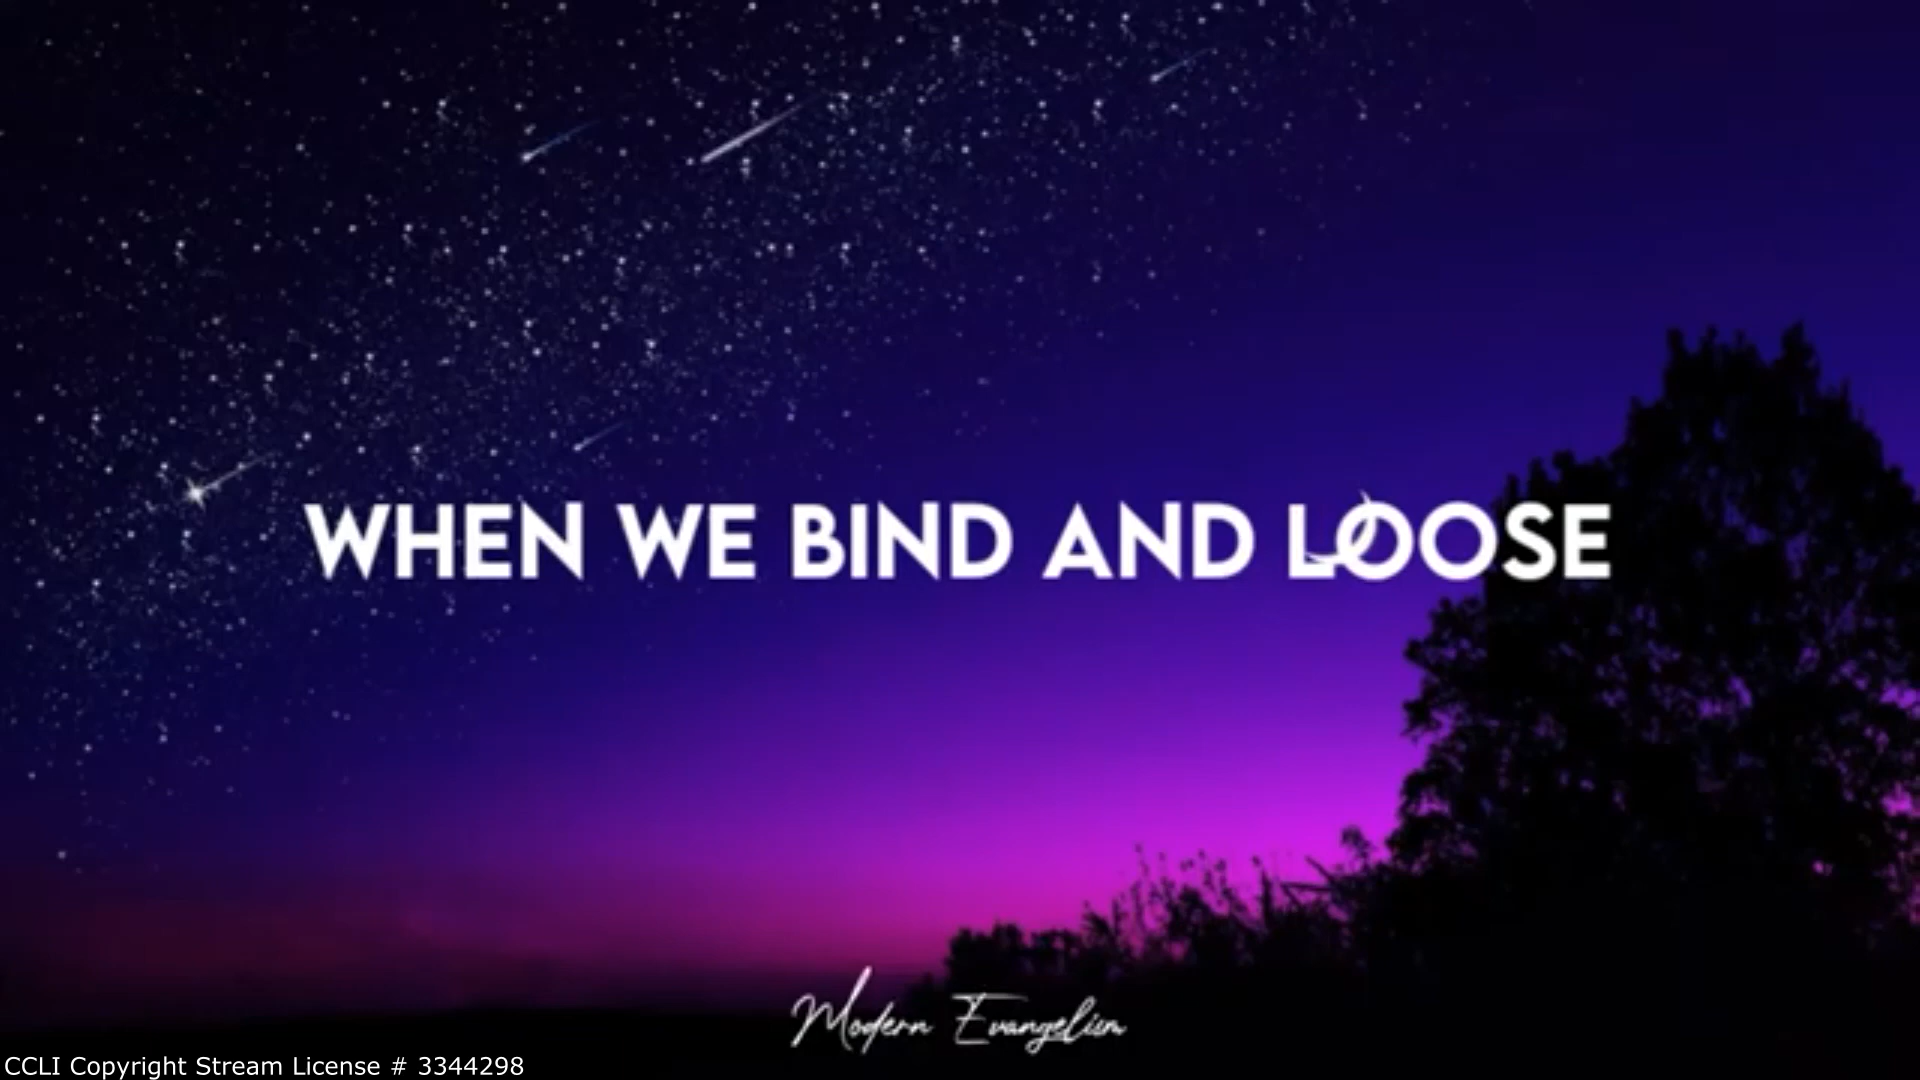 WHEN WE BIND AND LOOSE
Modern Evangelism
CCLI Copyright Stream License # 3344298